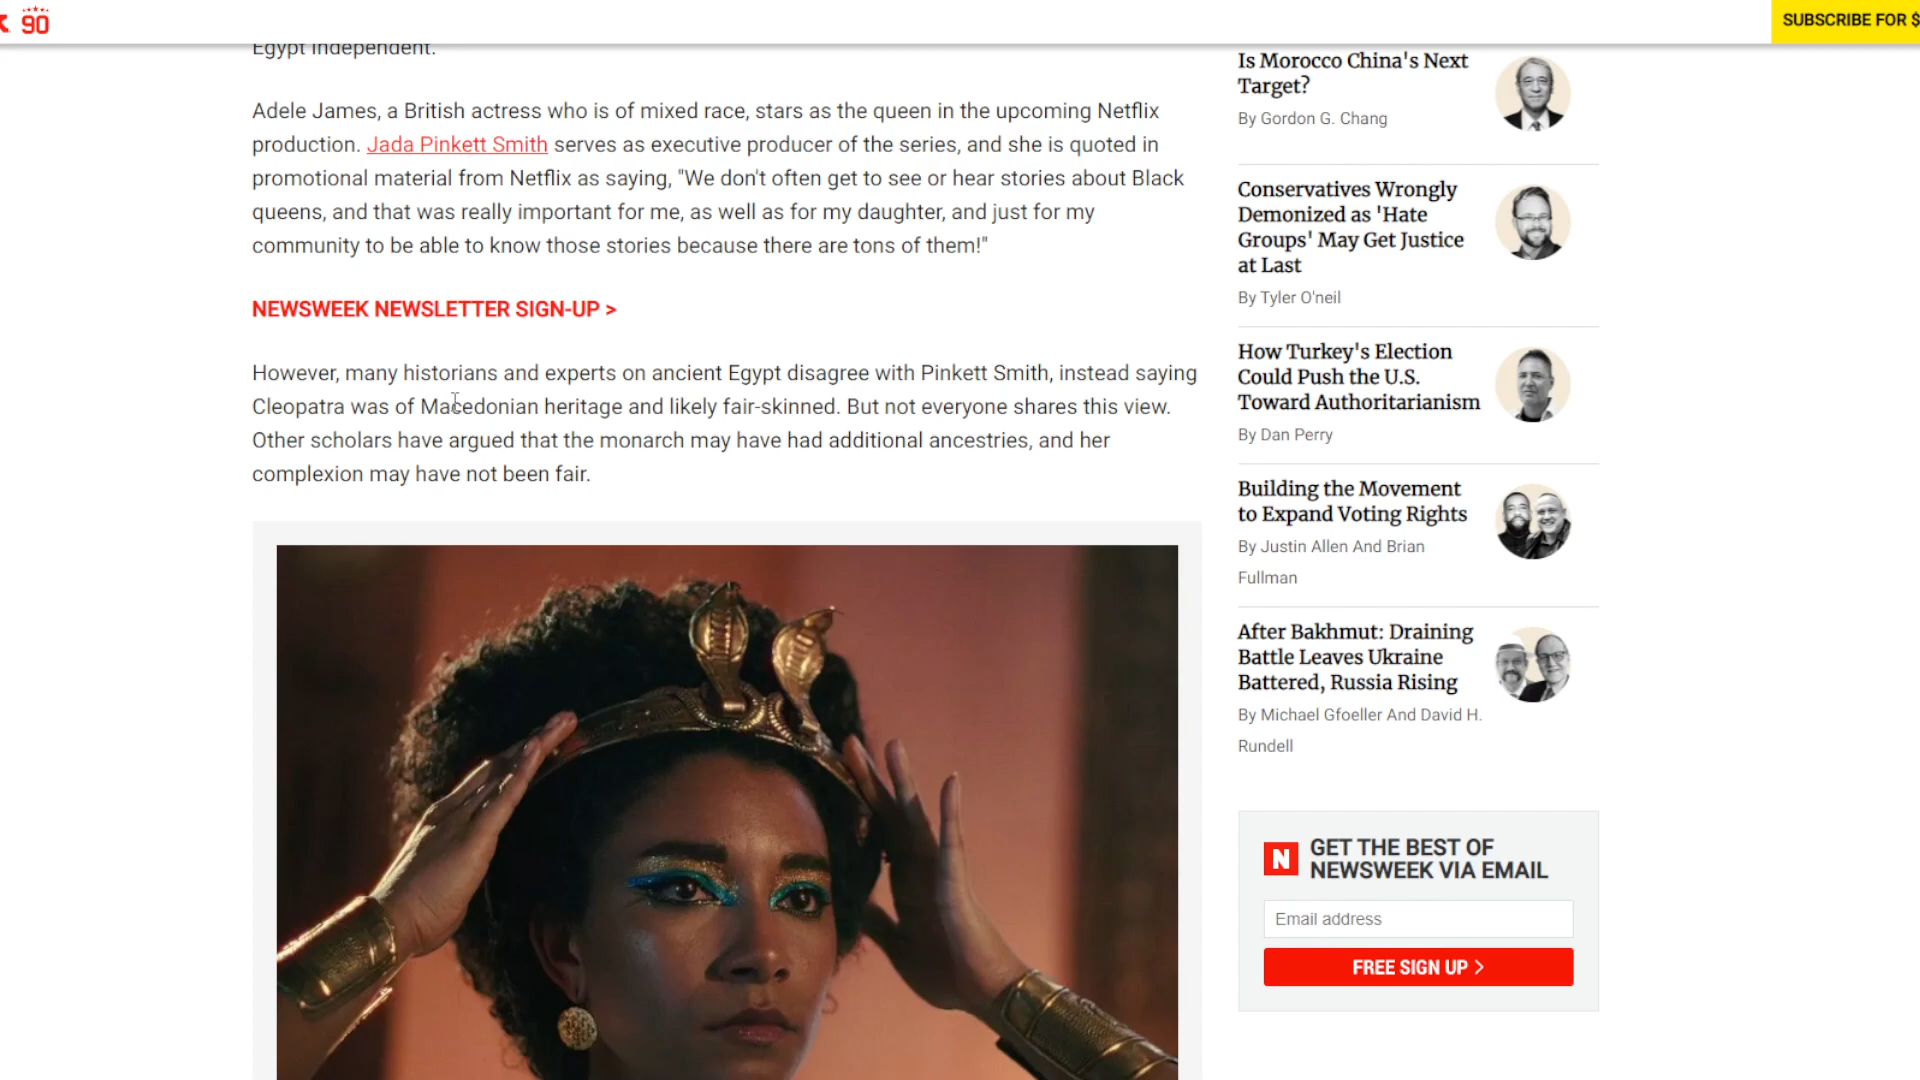 90
SUBSCRIBE FOR $
Egypt Independent.
Adele James, a British actress who is of mixed race, stars as the queen in the upcoming Netflix
production. Jada Pinkett Smith serves as executive producer of the series, and she is quoted in
promotional material from Netflix as saying, "We don't often get to see or hear stories about Black
queens, and that was really important for me, as well as for my daughter, and just for my
community to be able to know those stories because there are tons of them!"
NEWSWEEK NEWSLETTER SIGN-UP >
However, many historians and experts on ancient Egypt disagree with Pinkett Smith, instead saying
Cleopatra was of Macedonian heritage and likely fair-skinned. But not everyone shares this view.
Other scholars have argued that the monarch may have had additional ancestries, and her
complexion may have not been fair.
Is Morocco China's Next
Target?
By Gordon G. Chang
Conservatives Wrongly
Demonized as 'Hate
Groups' May Get Justice
at Last
By Tyler O'neil
How Turkey's Election
Could Push the U.S.
Toward Authoritarianism
By Dan Perry
Building the Movement
to Expand Voting Rights
By Justin Allen And Brian
Fullman
After Bakhmut: Draining
Battle Leaves Ukraine
Battered, Russia Rising
By Michael Gfoeller And David H.
Rundell
N
GET THE BEST OF
NEWSWEEK VIA EMAIL
Email address
FREE SIGN UP >